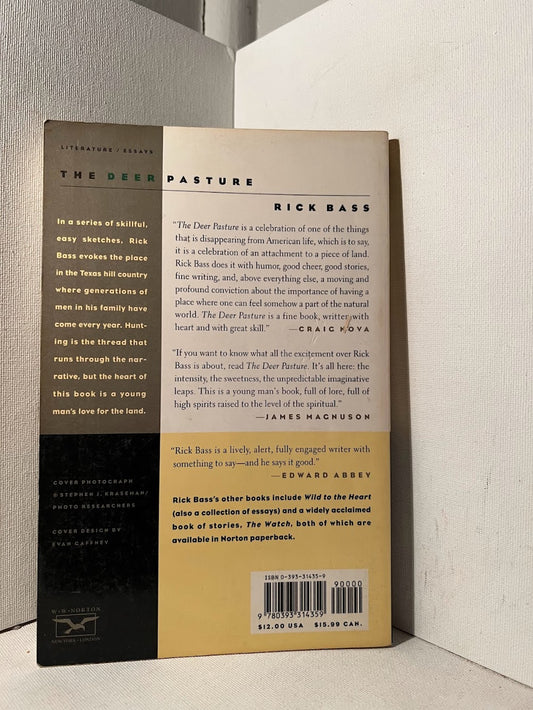 LITERATURE / ESSAYS
THE DEER PASTURE
RICK BASS
In a series of skillful,
easy sketches, Rick
Bass evokes the place
in the Texas hill country
where generations of
men in his family have
come every year. Hunt-
ing is the thread that
runs through the nar-
rative, but the heart of
this book is a young
man's love for the land.
"The Deer Pasture is a celebration of one of the things
that is disappearing from American life, which is to say,
it is a celebration of an attachment to a piece of land.
Rick Bass does it with humor, good cheer, good stories,
fine writing, and, above everything else, a moving and
profound conviction about the importance of having a
place where one can feel somehow a part of the natural
world. The Deer Pasture is a fine book, written with
heart and with great skill."
—CRAIG NOVA
"If you want to know what all the excitement over Rick
Bass is about, read The Deer Pasture. It's all here: the
intensity, the sweetness, the unpredictable imaginative
leaps. This is a young man's book, full of lore, full of
high spirits raised to the level of the spiritual."
—JAMES MAGNUSON
"Rick Bass is a lively, alert, fully engaged writer with
something to say—and he says it good."
—EDWARD ABBEY
Rick Bass's other books include Wild to the Heart
(also a collection of essays) and a widely acclaimed
book of stories, The Watch, both of which are
available in Norton paperback.
COVER PHOTOGRAPH
© STEPHEN J. KRASEMAN/
PHOTO RESEARCHERS
COVER DESIGN BY
EVAN GAFFNEY
W·W·NORTON
NEW YORK · LONDON
ISBN 0-393-31435-9
90000
9 780393 314359
$12.00 USA $15.99 CAN.